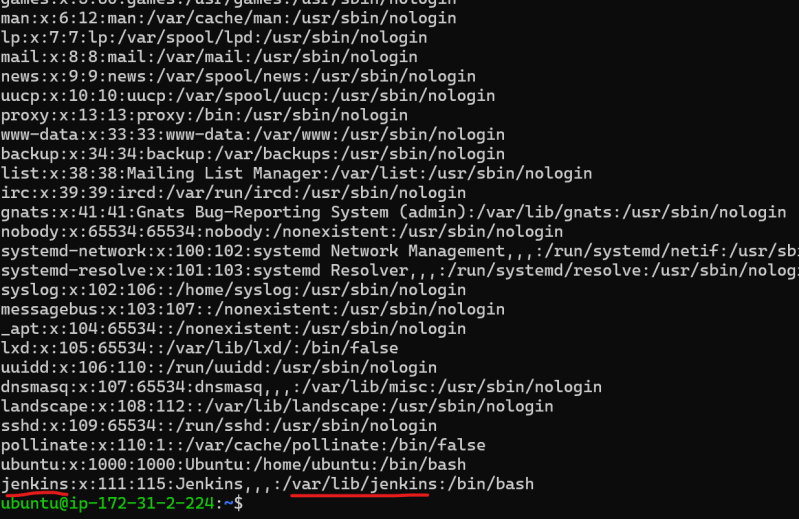 games:x:5:60:games:/usr/games:/usr/sbin/nologin
man:x:6:12:man:/var/cache/man:/usr/sbin/nologin
lp:x:7:7:lp:/var/spool/lpd:/usr/sbin/nologin
mail:x:8:8:mail:/var/mail:/usr/sbin/nologin
news:x:9:9:news:/var/spool/news:/usr/sbin/nologin
uucp:x:10:10:uucp:/var/spool/uucp:/usr/sbin/nologin
proxy:x:13:13:proxy:/bin:/usr/sbin/nologin
www-data:x:33:33:www-data:/var/www:/usr/sbin/nologin
backup:x:34:34:backup:/var/backups:/usr/sbin/nologin
list:x:38:38:Mailing List Manager:/var/list:/usr/sbin/nologin
irc:x:39:39:ircd:/var/run/ircd:/usr/sbin/nologin
gnats:x:41:41:Gnats Bug-Reporting System (admin):/var/lib/gnats:/usr/sbin/nologin
nobody:x:65534:65534:nobody:/nonexistent:/usr/sbin/nologin
systemd-network:x:100:102:systemd Network Management,,,:/run/systemd/netif:/usr/sb
systemd-resolve:x:101:103:systemd Resolver,,,:/run/systemd/resolve:/usr/sbin/nolog
syslog:x:102:106::/home/syslog:/usr/sbin/nologin
messagebus:x:103:107::/nonexistent:/usr/sbin/nologin
_apt:x:104:65534::/nonexistent:/usr/sbin/nologin
lxd:x:105:65534::/var/lib/lxd/:/bin/false
uuidd:x:106:110::/run/uuidd:/usr/sbin/nologin
dnsmasq:x:107:65534:dnsmasq,,,:/var/lib/misc:/usr/sbin/nologin
landscape:x:108:112::/var/lib/landscape:/usr/sbin/nologin
sshd:x:109:65534::/run/sshd:/usr/sbin/nologin
pollinate:x:110:1::/var/cache/pollinate:/bin/false
ubuntu:x:1000:1000:Ubuntu:/home/ubuntu:/bin/bash
jenkins:x:111:115:Jenkins,,,:/var/lib/jenkins:/bin/bash
ubuntu@ip-172-31-2-224:~$